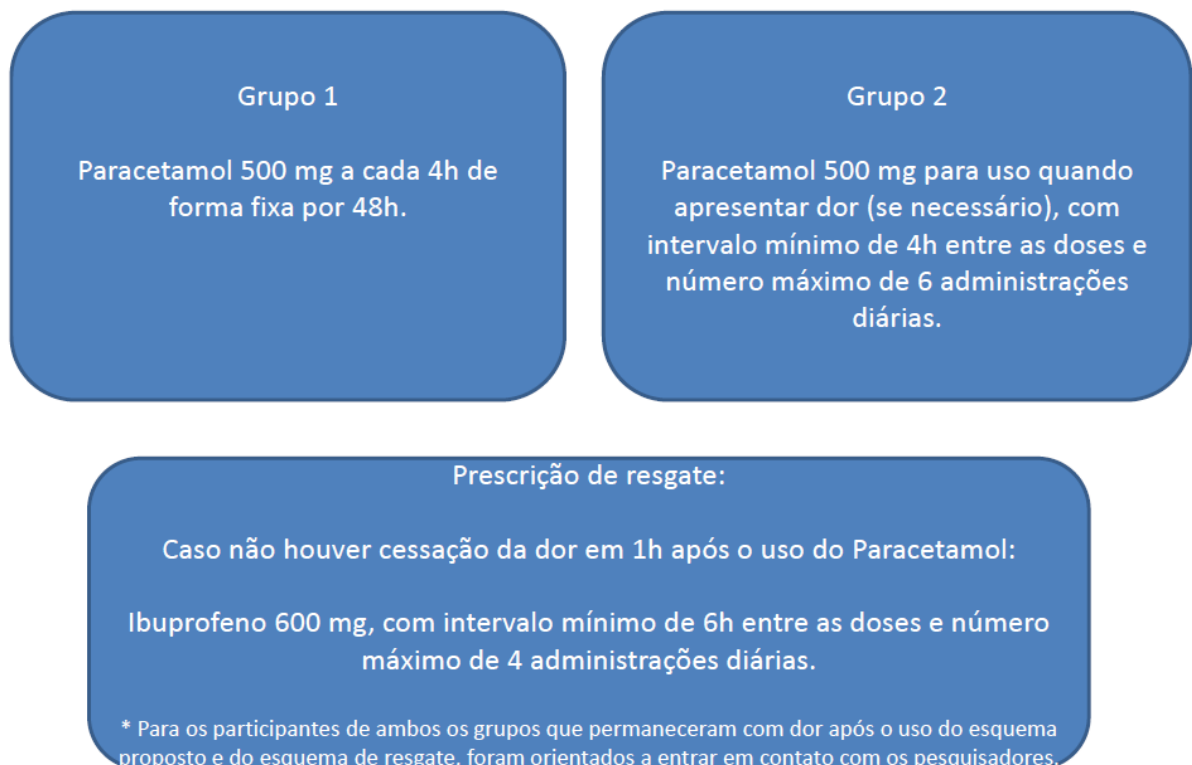 Grupo 1
Paracetamol 500 mg a cada 4h de
forma fixa por 48h.
Grupo 2
Paracetamol 500 mg para uso quando
apresentar dor (se necessário), com
intervalo mínimo de 4h entre as doses e
número máximo de 6 administrações
diárias.
Prescrição de resgate:
Caso não houver cessação da dor em 1h após o uso do Paracetamol:
Ibuprofeno 600 mg, com intervalo mínimo de 6h entre as doses e número
máximo de 4 administrações diárias.
* Para os participantes de ambos os grupos que permaneceram com dor após o uso do esquema
proposto e do esquema de resgate, foram orientados a entrar em contato com os pesquisadores.